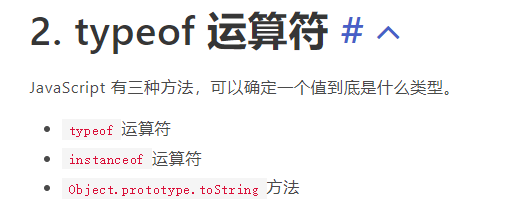 2. typeof 运算符 #
JavaScript 有三种方法，可以确定一个值到底是什么类型。
typeof 运算符
instanceof 运算符
Object.prototype.toString 方法